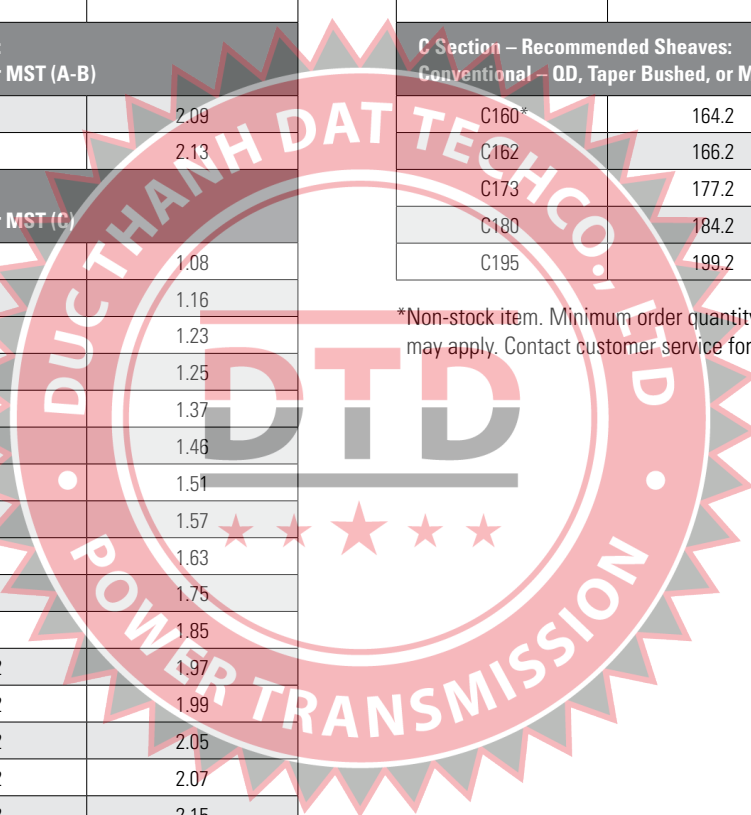 MST (A-B)
2.09
2.13
MST (C)
1.08
1.16
1.23
1.25
1.37
1.46
1.51
1.57
1.63
1.75
1.85
1.97
1.99
2.05
2.07
2.15
C Section – Recommended Sheaves:
Conventional – QD, Taper Bushed, or M
C160* 164.2
C162 166.2
C173 177.2
C180 184.2
C195 199.2
*Non-stock item. Minimum order quantity
may apply. Contact customer service for
DUC THANH DAT TECHCO., LTD
DTD
POWER TRANSMISSION